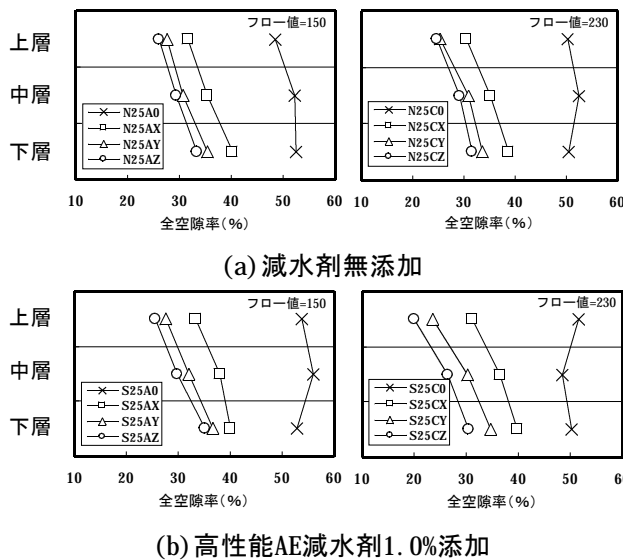 フロー値=150
上層
中層
下層
N25A0
N25AX
N25AY
N25AZ
10 20 30 40 50 60
全空隙率(%)
フロー値=230
N25C0
N25CX
N25CY
N25CZ
10 20 30 40 50 60
全空隙率(%)
(a)減水剤無添加
フロー値=150
上層
中層
下層
S25A0
S25AX
S25AY
S25AZ
10 20 30 40 50 60
全空隙率(%)
フロー値=230
S25C0
S25CX
S25CY
S25CZ
10 20 30 40 50 60
全空隙率(%)
(b)高性能AE減水剤1.0%添加